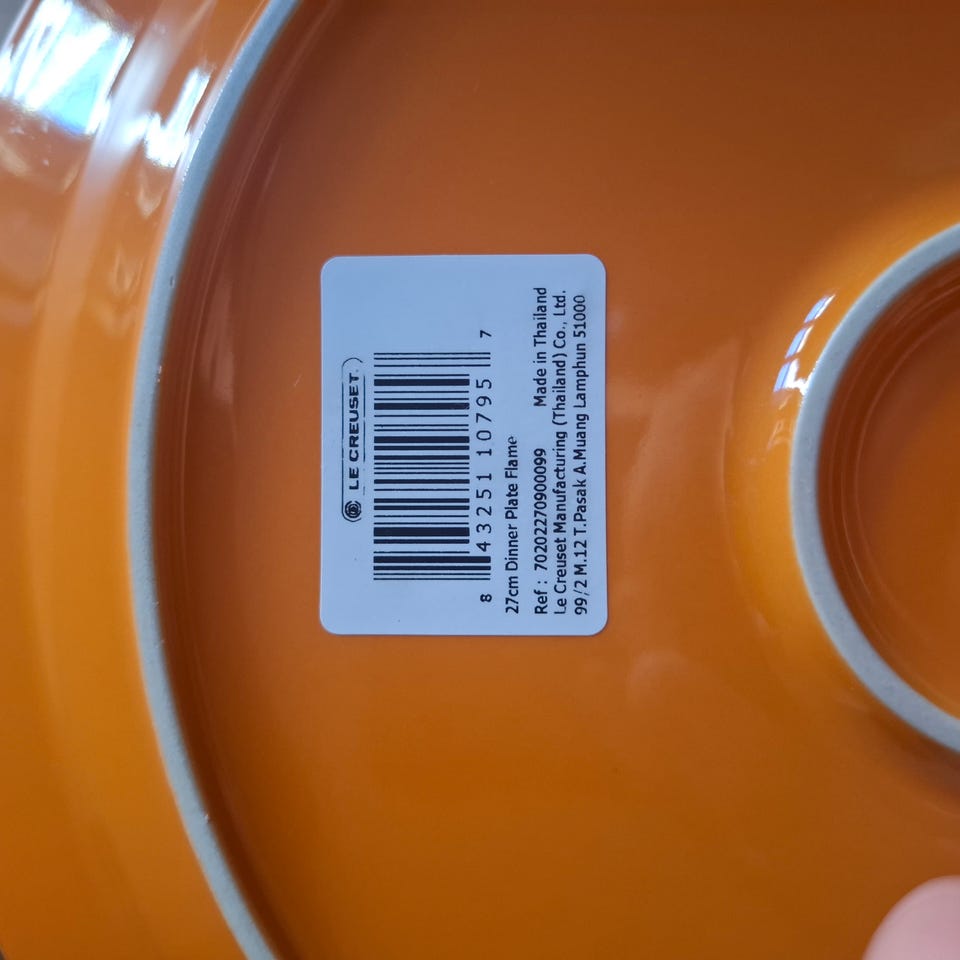 LE CREUSET
8 43251 10795 7
27cm Dinner Plate Flame
Ref : 70202270900099 Made in Thailand
Le Creuset Manufacturing (Thailand) Co., Ltd.
99/2 M.12 T.Pasak A.Muang Lamphun 51000